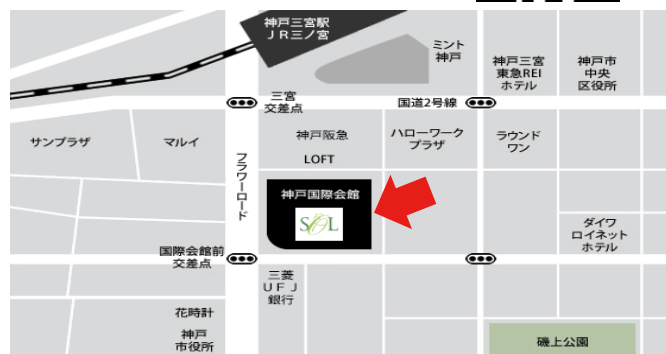 神戸三宮駅
ＪＲ三ノ宮
ミント
神戸
神戸三宮
東急REI
ホテル
神戸市
中央
区役所
三宮
交差点
国道2号線
サンプラザ
マルイ
フラワーロード
神戸阪急
LOFT
ハローワーク
プラザ
ラウンド
ワン
神戸国際会館
SOL
ダイワ
ロイネット
ホテル
国際会館前
交差点
三菱
ＵＦＪ
銀行
花時計
神戸
市役所
磯上公園